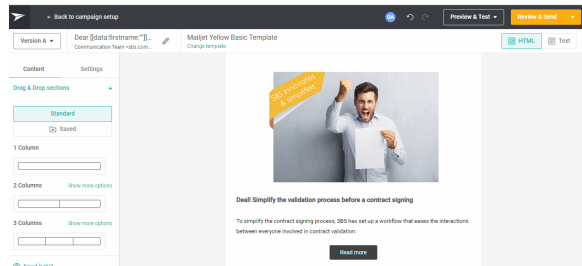 ← Back to campaign setup
GA
Preview & Test
Review & Send
Version A
Dear [[data:firstname:""]]...
Communication Team <sbs.com...
Mailjet Yellow Basic Template
Change template
HTML
Text
Content
Settings
Drag & Drop sections
Standard
Saved
1 Column
2 Columns
Show more options
3 Columns
Show more options
Need help?
SBS innovates
& simplifies
Deall Simplify the validation process before a contract signing
To simplify the contract signing process, SBS has set up a workflow that eases the interactions
between everyone involved in contract validation.
Read more